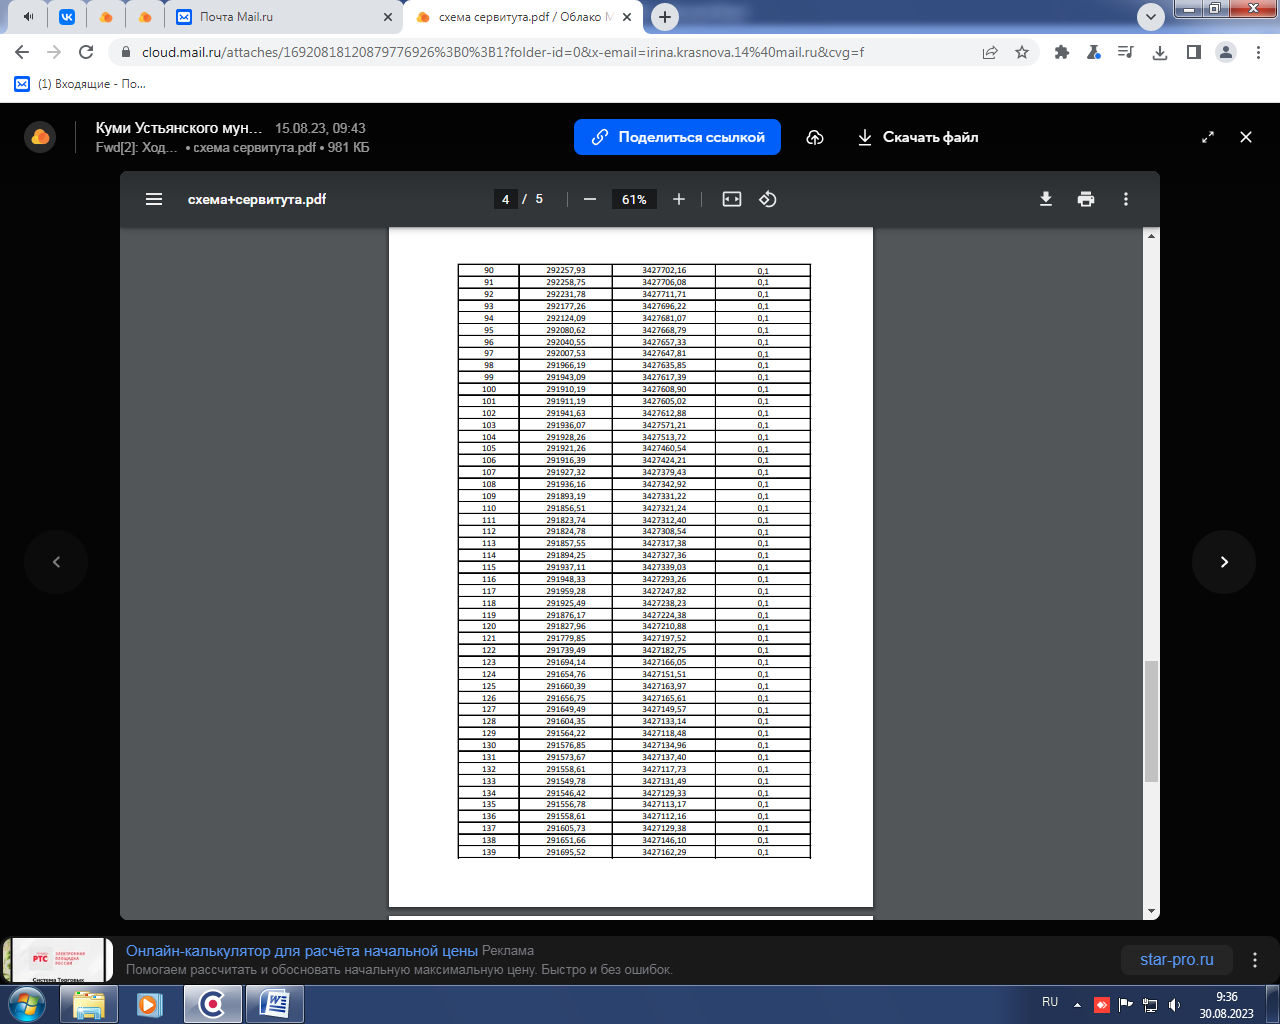 Почта Mail.ru
схема сервитута.pdf / Облако М
cloud.mail.ru/attaches/16920818120879776926%3B0%3B1?folder-id=0&x-email=irina.krasnova.14%40mail.ru&cvg=f
(1) Входящие - По...
Куми Устьянского мун... 15.08.23, 09:43
Fwd[2]: Ход... • схема сервитута.pdf • 981 КБ
Поделиться ссылкой
Скачать файл
схема+сервитута.pdf
4 / 5
61%
90 292257,93 3427702,16 0,1
91 292258,75 3427706,08 0,1
92 292231,78 3427711,71 0,1
93 292177,26 3427696,22 0,1
94 292124,09 3427681,07 0,1
95 292080,62 3427668,79 0,1
96 292040,55 3427657,33 0,1
97 292007,53 3427647,81 0,1
98 291966,19 3427635,85 0,1
99 291943,09 3427617,39 0,1
100 291910,19 3427608,90 0,1
101 291911,19 3427605,02 0,1
102 291941,63 3427612,88 0,1
103 291936,07 3427571,21 0,1
104 291928,26 3427513,72 0,1
105 291921,26 3427460,54 0,1
106 291916,39 3427424,21 0,1
107 291927,32 3427379,43 0,1
108 291936,16 3427342,92 0,1
109 291893,19 3427331,22 0,1
110 291856,51 3427321,24 0,1
111 291823,74 3427312,40 0,1
112 291824,78 3427308,54 0,1
113 291857,55 3427317,38 0,1
114 291894,25 3427327,36 0,1
115 291937,11 3427339,03 0,1
116 291948,33 3427293,26 0,1
117 291959,28 3427247,82 0,1
118 291925,49 3427238,23 0,1
119 291876,17 3427224,38 0,1
120 291827,96 3427210,88 0,1
121 291779,85 3427197,52 0,1
122 291739,49 3427182,75 0,1
123 291694,14 3427166,05 0,1
124 291654,76 3427151,51 0,1
125 291660,39 3427163,97 0,1
126 291656,75 3427165,61 0,1
127 291649,49 3427149,57 0,1
128 291604,35 3427133,14 0,1
129 291564,22 3427118,48 0,1
130 291576,85 3427134,96 0,1
131 291573,67 3427137,40 0,1
132 291558,61 3427117,73 0,1
133 291549,78 3427131,49 0,1
134 291546,42 3427129,33 0,1
135 291556,78 3427113,17 0,1
136 291558,61 3427112,16 0,1
137 291605,73 3427129,38 0,1
138 291651,66 3427146,10 0,1
139 291695,52 3427162,29 0,1
РТС
ЭЛЕКТРОННАЯ
ПЛОЩАДКА
РОССИИ
Онлайн-калькулятор для расчёта начальной цены Реклама
Помогаем рассчитать и обосновать начальную максимальную цену. Быстро и без ошибок.
star-pro.ru
RU
9:36
30.08.2023